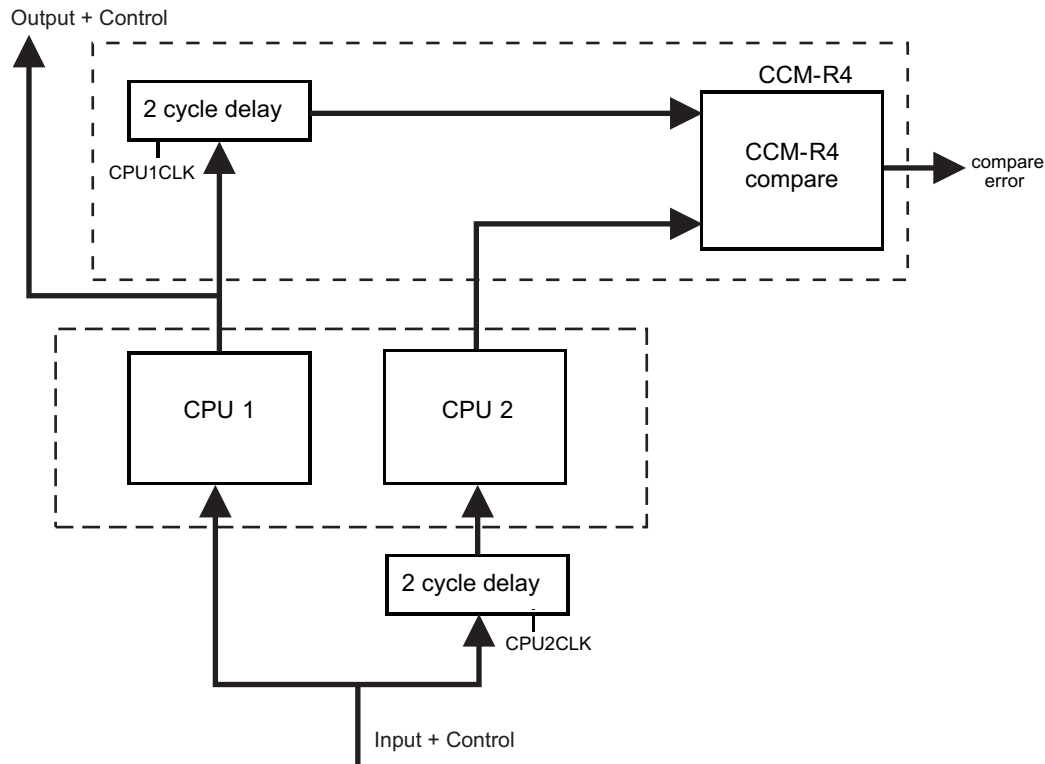 Output + Control
CCM-R4
2 cycle delay
CPU1CLK
CCM-R4
compare
compare
error
CPU 1
CPU 2
2 cycle delay
CPU2CLK
Input + Control